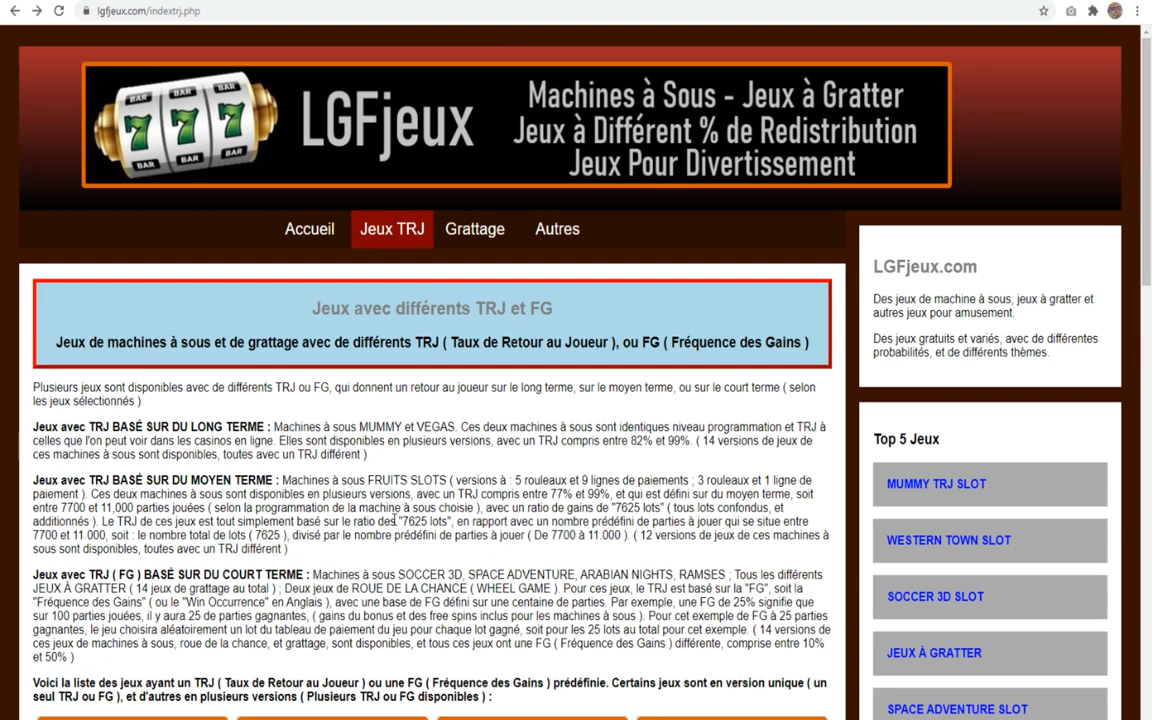 lgfjeux.com/indextrj.php
BAR BAR BAR
7 7 7
BAR BAR BAR
LGFjeux
Machines à Sous - Jeux à Gratter
Jeux à Différent % de Redistribution
Jeux Pour Divertissement
Accueil Jeux TRJ Grattage Autres
Jeux avec différents TRJ et FG
Jeux de machines à sous et de grattage avec de différents TRJ ( Taux de Retour au Joueur ), ou FG ( Fréquence des Gains )
Plusieurs jeux sont disponibles avec de différents TRJ ou FG, qui donnent un retour au joueur sur le long terme, sur le moyen terme, ou sur le court terme ( selon
les jeux sélectionnés )
Jeux avec TRJ BASÉ SUR DU LONG TERME : Machines à sous MUMMY et VEGAS. Ces deux machines à sous sont identiques niveau programmation et TRJ à
celles que l'on peut voir dans les casinos en ligne. Elles sont disponibles en plusieurs versions, avec un TRJ compris entre 82% et 99%. ( 14 versions de jeux de
ces machines à sous sont disponibles, toutes avec un TRJ différent )
Jeux avec TRJ BASÉ SUR DU MOYEN TERME : Machines à sous FRUITS SLOTS ( versions à : 5 rouleaux et 9 lignes de paiements ; 3 rouleaux et 1 ligne de
paiement ). Ces deux machines à sous sont disponibles en plusieurs versions, avec un TRJ compris entre 77% et 99%, et qui est défini sur du moyen terme, soit
entre 7700 et 11,000 parties jouées ( selon la programmation de la machine à sous choisie ), avec un ratio de gains de "7625 lots" ( tous lots confondus, et
additionnés ). Le TRJ de ces jeux est tout simplement basé sur le ratio des "7625 lots", en rapport avec un nombre prédéfini de parties à jouer qui se situe entre
7700 et 11.000, soit : le nombre total de lots ( 7625 ), divisé par le nombre prédéfini de parties à jouer ( De 7700 à 11.000 ). ( 12 versions de jeux de ces machines à
sous sont disponibles, toutes avec un TRJ différent )
Jeux avec TRJ ( FG ) BASÉ SUR DU COURT TERME : Machines à sous SOCCER 3D, SPACE ADVENTURE, ARABIAN NIGHTS, RAMSES ; Tous les différents
JEUX À GRATTER ( 14 jeux de grattage au total ) ; Deux jeux de ROUE DE LA CHANCE ( WHEEL GAME ). Pour ces jeux, le TRJ est basé sur la "FG", soit la
"Fréquence des Gains" ( ou le "Win Occurrence" en Anglais ), avec une base de FG défini sur une centaine de parties. Par exemple, une FG de 25% signifie que
sur 100 parties jouées, il y aura 25 de parties gagnantes, ( gains du bonus et des free spins inclus pour les machines à sous ). Pour cet exemple de FG à 25 parties
gagnantes, le jeu choisira aléatoirement un lot du tableau de paiement du jeu pour chaque lot gagné, soit pour les 25 lots au total pour cet exemple. ( 14 versions de
ces jeux de machines à sous, roue de la chance, et grattage, sont disponibles, et tous ces jeux ont une FG ( Fréquence des Gains ) différente, comprise entre 10%
et 50% )
Voici la liste des jeux ayant un TRJ ( Taux de Retour au Joueur ) ou une FG ( Fréquence des Gains ) prédéfinie. Certains jeux sont en version unique ( un
seul TRJ ou FG ), et d'autres en plusieurs versions ( Plusieurs TRJ ou FG disponibles ) :
LGFjeux.com
Des jeux de machine à sous, jeux à gratter et
autres jeux pour amusement.
Des jeux gratuits et variés, avec de différentes
probabilités, et de différents thèmes.
Top 5 Jeux
MUMMY TRJ SLOT
WESTERN TOWN SLOT
SOCCER 3D SLOT
JEUX À GRATTER
SPACE ADVENTURE SLOT